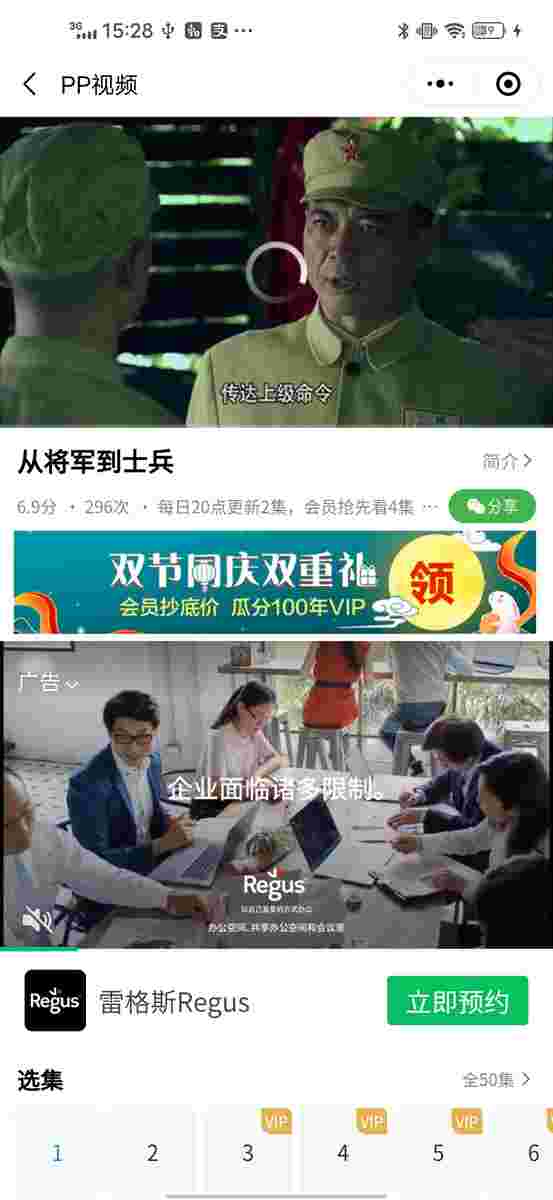 3G 15:28
PP视频
传达上级命令
从将军到士兵
简介
6.9分 · 296次 · 每日20点更新2集，会员抢先看4集 ···
分享
双节同庆双重礼
会员抄底价 瓜分100年VIP
领
广告
企业面临诸多限制。
Regus
办公空间、共享办公空间和会议室
Regus
雷格斯Regus
立即预约
选集
全50集
VIP VIP VIP
1 2 3 4 5 6